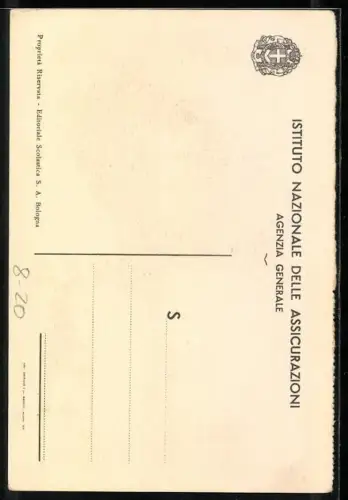 ISTITUTO NAZIONALE DELLE ASSICURAZIONI
AGENZIA GENERALE
S
Proprietà Riservata - Editoriale Scolastica S. A. Bologna
8-20